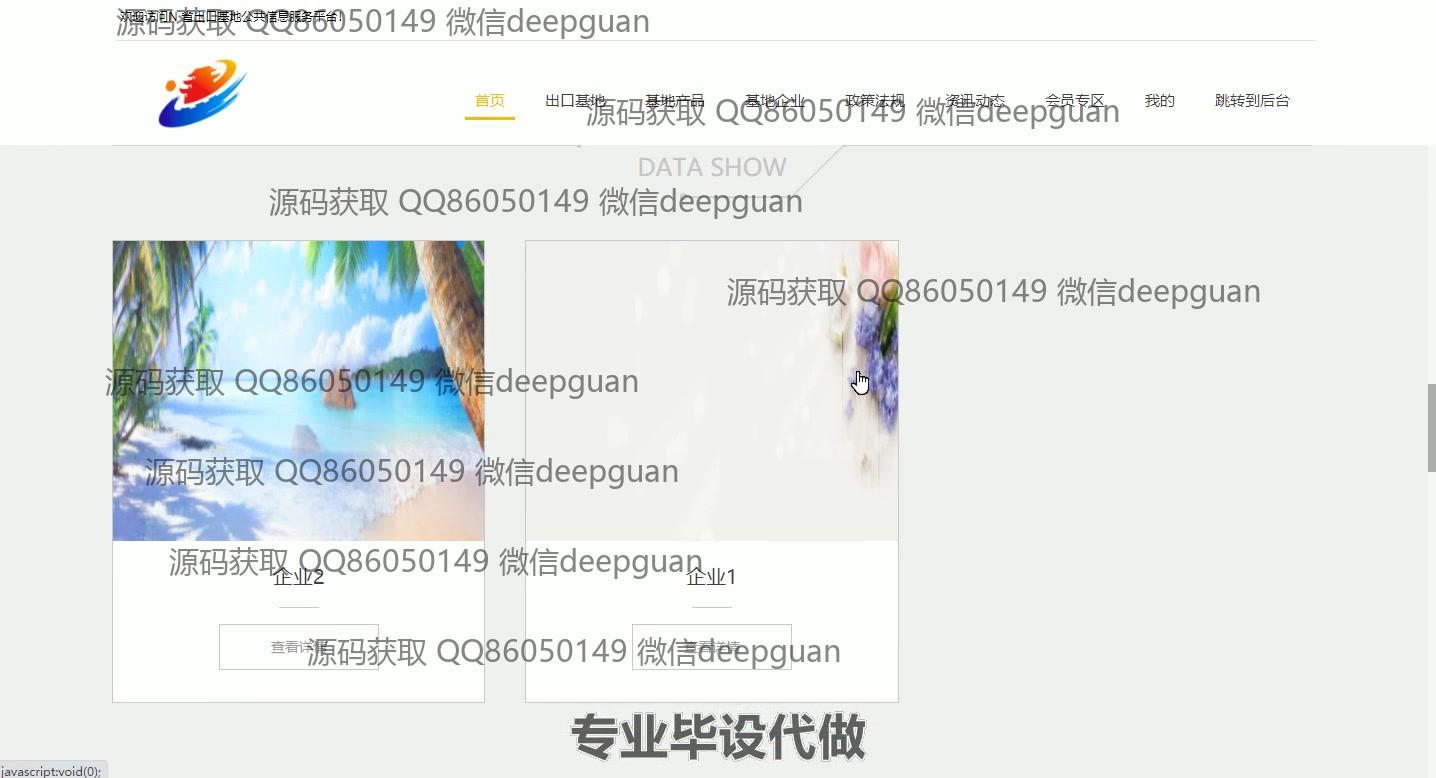 欢迎访问N 省出口基地公共信息服务平台!
源码获取 QQ86050149 微信deepguan
首页 出口基地 基地产品 基地企业 政策法规 资讯动态 会员专区 我的 跳转到后台
源码获取 QQ86050149 微信deepguan
DATA SHOW
源码获取 QQ86050149 微信deepguan
源码获取 QQ86050149 微信deepguan
源码获取 QQ86050149 微信deepguan
源码获取 QQ86050149 微信deepguan
源码获取 QQ86050149 微信deepguan
企业2 企业1
查看详情 查看详情
源码获取 QQ86050149 微信deepguan
专业毕设代做
javascript:void(0);